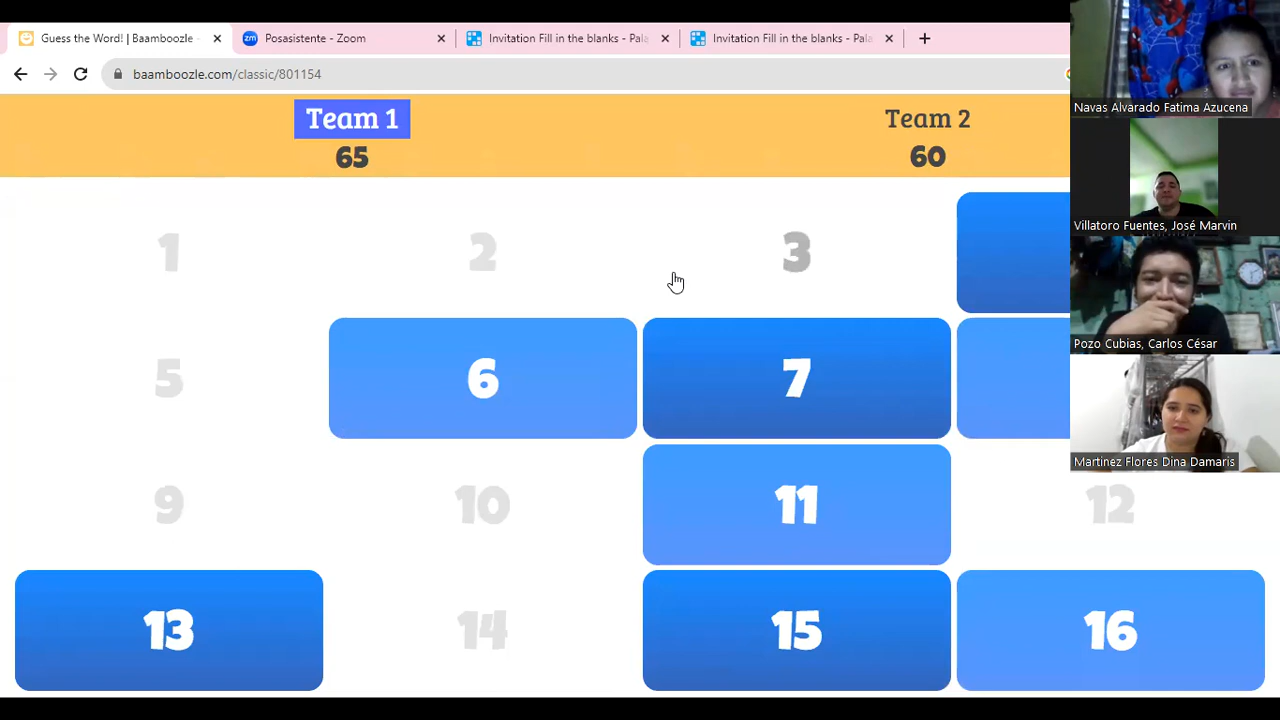 Guess the Word! | Baamboozle -
zm Posasistente - Zoom
Invitation Fill in the blanks - Pala
Invitation Fill in the blanks - Pala
baamboozle.com/classic/801154
Team 1
65
Team 2
60
1
2
3
5
6
7
9
10
11
12
13
14
15
16
Navas Alvarado Fatima Azucena
Villatoro Fuentes, José Marvin
Pozo Cubias, Carlos César
Martinez Flores Dina Damaris